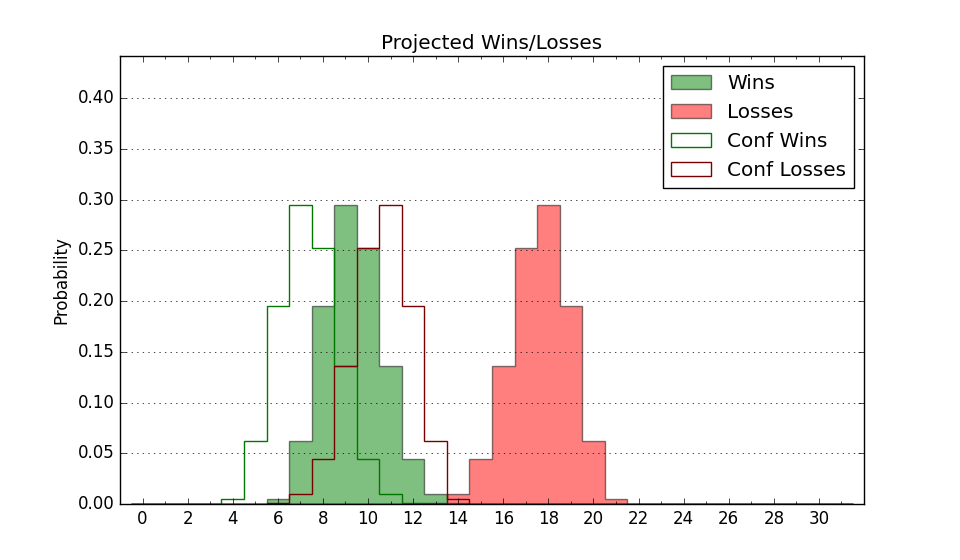 Projected Wins/Losses
Wins
Losses
Conf Wins
Conf Losses
Probability
0.40
0.35
0.30
0.25
0.20
0.15
0.10
0.05
0.00
0 2 4 6 8 10 12 14 16 18 20 22 24 26 28 30